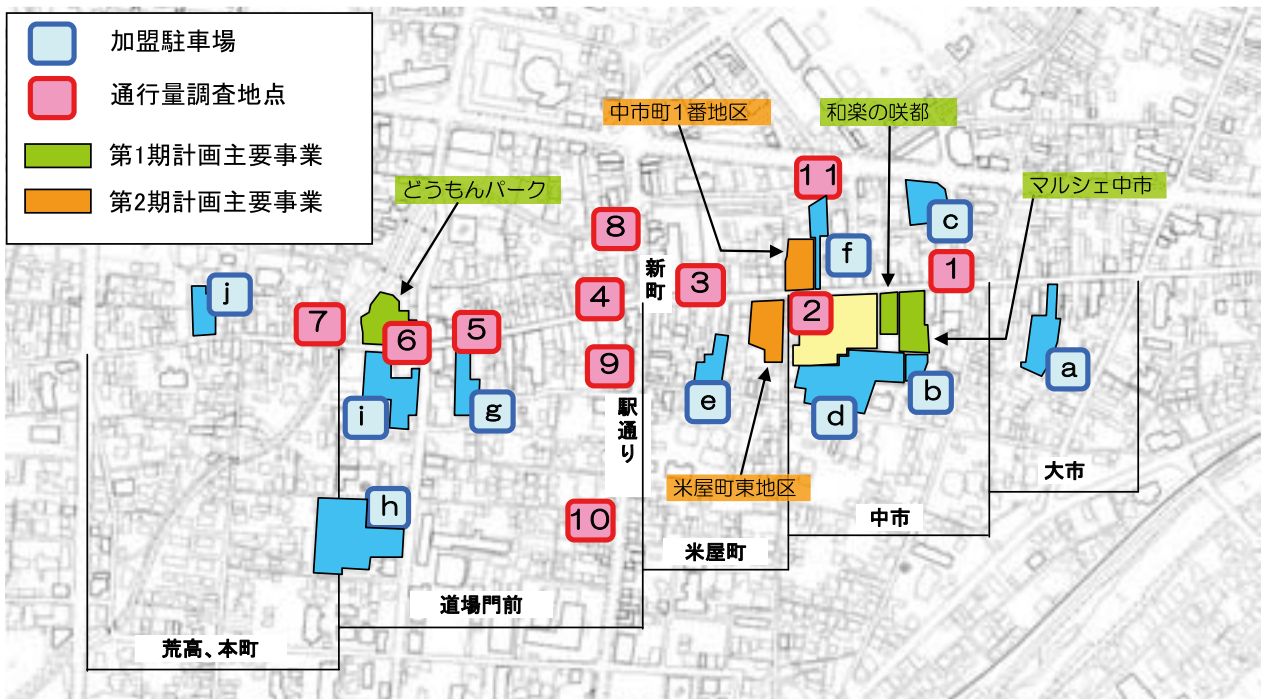 加盟駐車場
通行量調査地点
第1期計画主要事業
第2期計画主要事業
中市町1番地区
和楽の咲都
どうもんパーク
マルシェ中市
11
c
8
f
新町
1
3
j
4
2
7
5
6
9
a
e
b
i
g
d
駅通り
米屋町東地区
大市
h
10
中市
米屋町
道場門前
荒高、本町